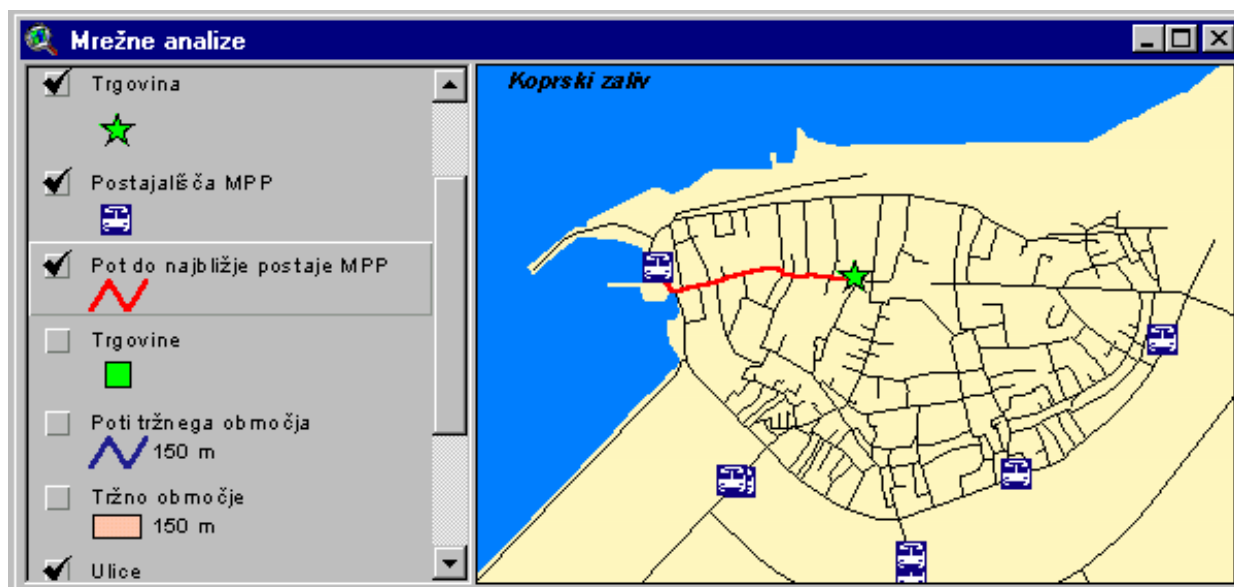 Mrežne analize
Trgovina
Postajališča MPP
Pot do najbližje postaje MPP
Trgovine
Poti tržnega območja
150 m
Tržno območje
150 m
Ulice
Koprski zaliv